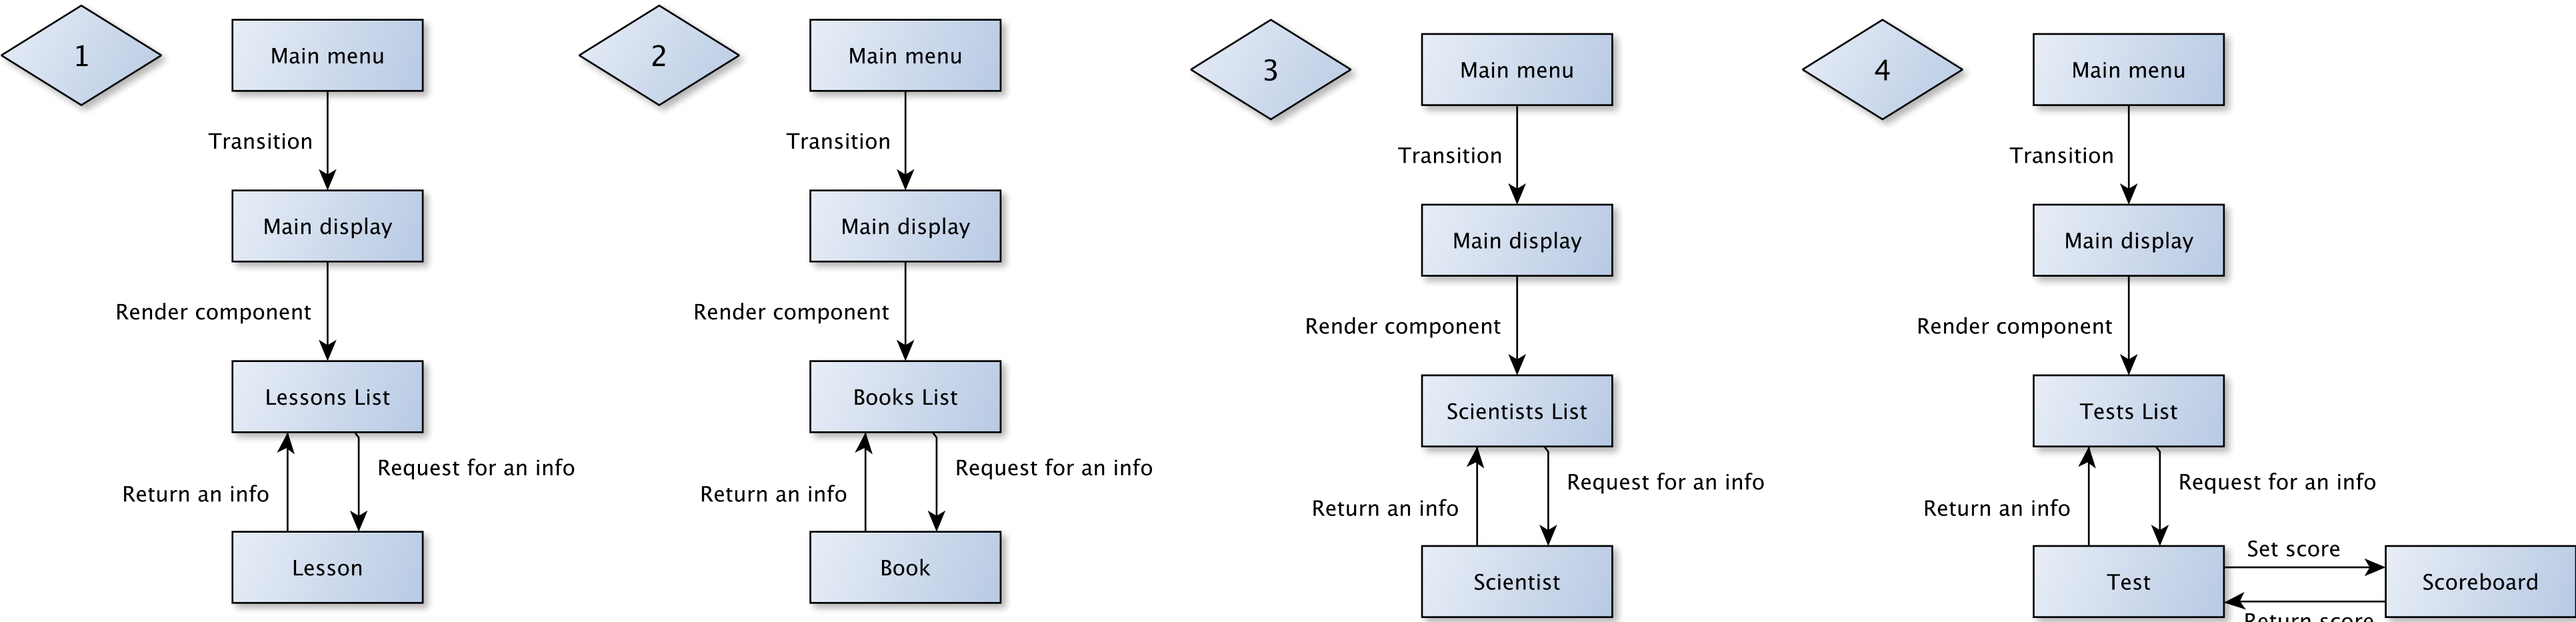 1
Main menu
Transition
Main display
Render component
Lessons List
Request for an info
Return an info
Lesson
2
Main menu
Transition
Main display
Render component
Books List
Request for an info
Return an info
Book
3
Main menu
Transition
Main display
Render component
Scientists List
Request for an info
Return an info
Scientist
4
Main menu
Transition
Main display
Render component
Tests List
Request for an info
Return an info
Set score
Test
Scoreboard
Return score